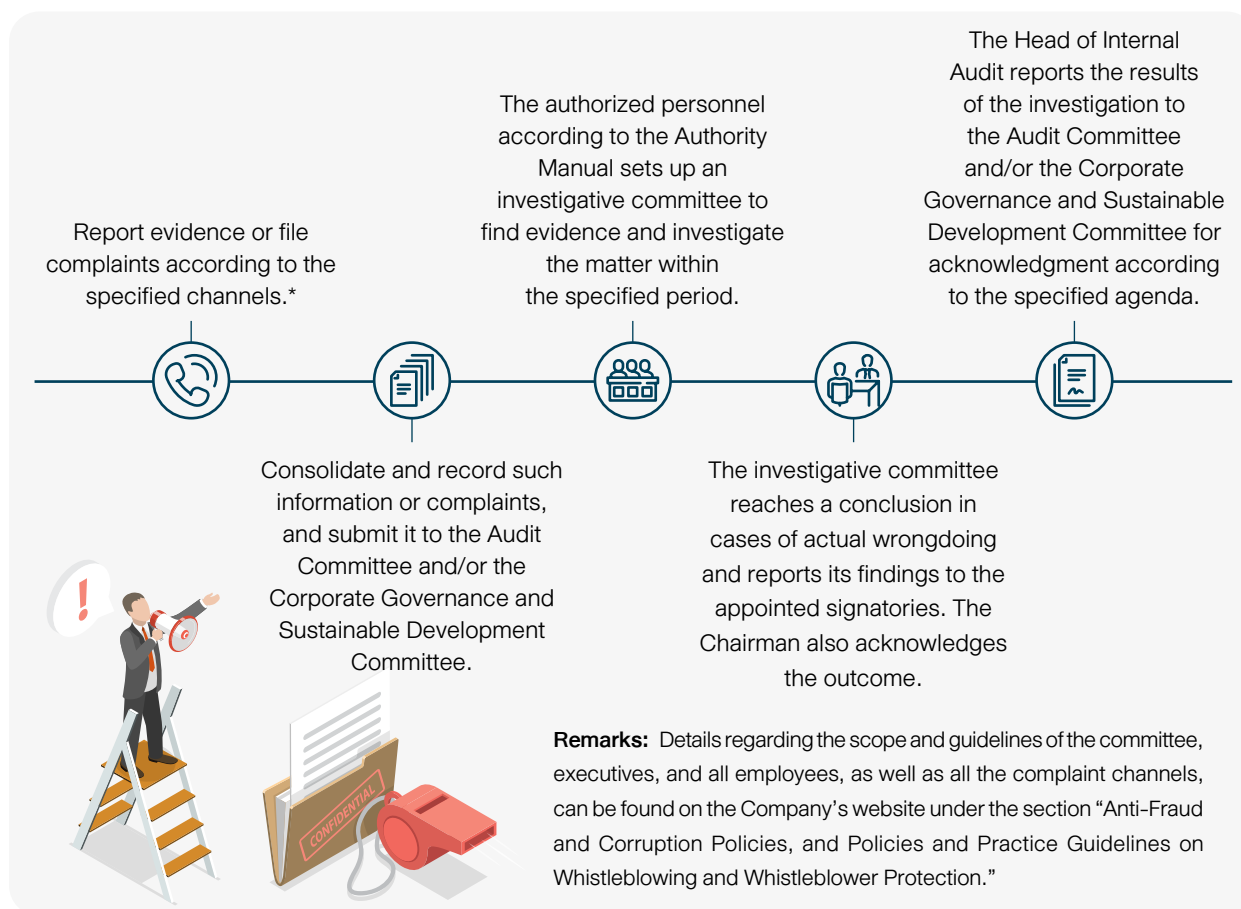 Report evidence or file
complaints according to the
specified channels.*
Consolidate and record such
information or complaints,
and submit it to the Audit
Committee and/or the
Corporate Governance and
Sustainable Development
Committee.
The authorized personnel
according to the Authority
Manual sets up an
investigative committee to
find evidence and investigate
the matter within
the specified period.
The investigative committee
reaches a conclusion in
cases of actual wrongdoing
and reports its findings to the
appointed signatories. The
Chairman also acknowledges
the outcome.
The Head of Internal
Audit reports the results
of the investigation to
the Audit Committee
and/or the Corporate
Governance and Sustainable
Development Committee for
acknowledgment according
to the specified agenda.
!
CONFIDENTIAL
Remarks: Details regarding the scope and guidelines of the committee,
executives, and all employees, as well as all the complaint channels,
can be found on the Company’s website under the section “Anti-Fraud
and Corruption Policies, and Policies and Practice Guidelines on
Whistleblowing and Whistleblower Protection.”